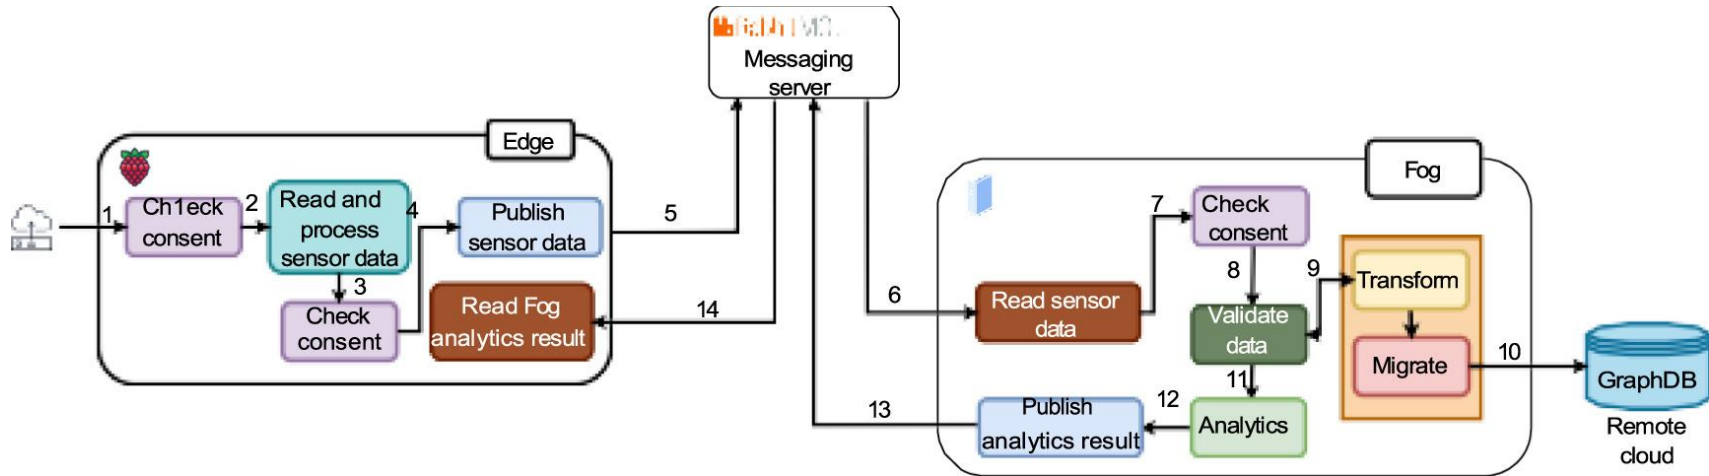 Messaging
server
Edge
1
Ch1eck
consent
2
Read and
process
sensor data
3
Check
consent
4
Publish
sensor data
5
Read Fog
analytics result
14
Fog
6
Read sensor
data
7
Check
consent
8
Validate
data
9
Transform
Migrate
10
GraphDB
Remote
cloud
11
Analytics
12
Publish
analytics result
13